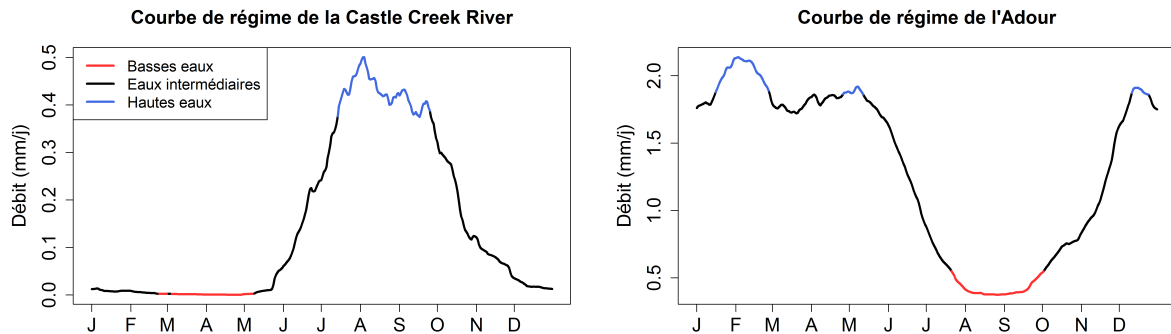 Courbe de régime de la Castle Creek River
Débit (mm/j)
0.5
0.4
0.3
0.2
0.1
0.0
Basses eaux
Eaux intermédiaires
Hautes eaux
J F M A M J J A S O N D
Courbe de régime de l'Adour
Débit (mm/j)
2.0
1.5
1.0
0.5
J F M A M J J A S O N D